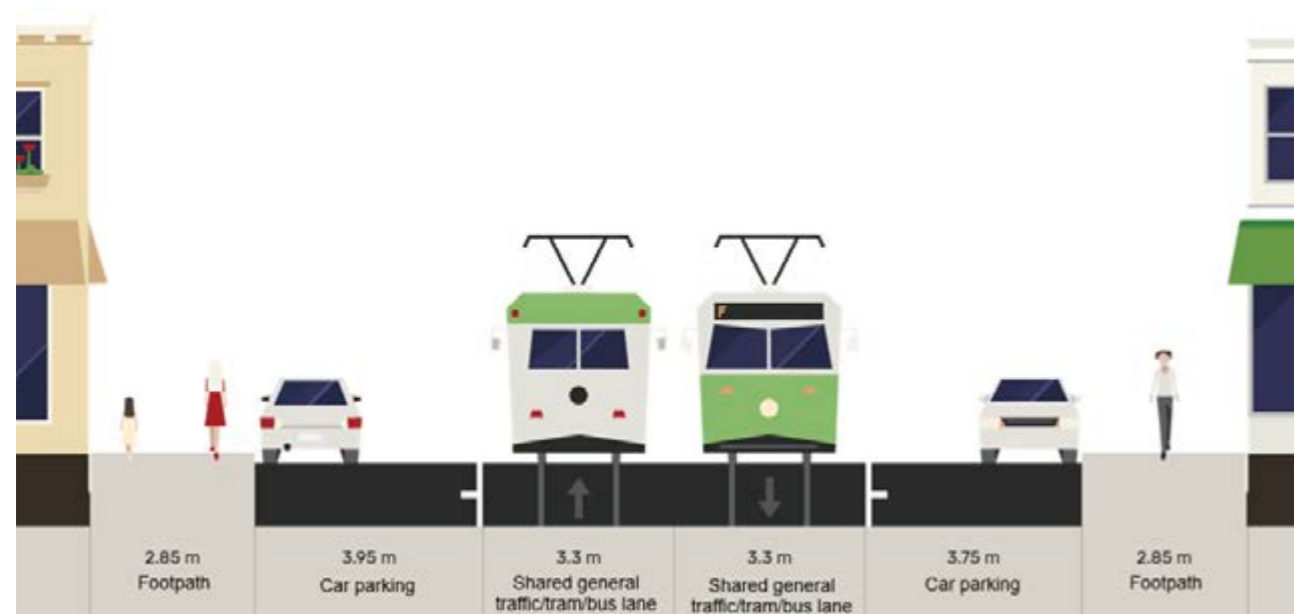 2.85 m
Footpath
3.95 m
Car parking
3.3 m
Shared general
traffic/tram/bus lane
3.3 m
Shared general
traffic/tram/bus lane
3.75 m
Car parking
2.85 m
Footpath